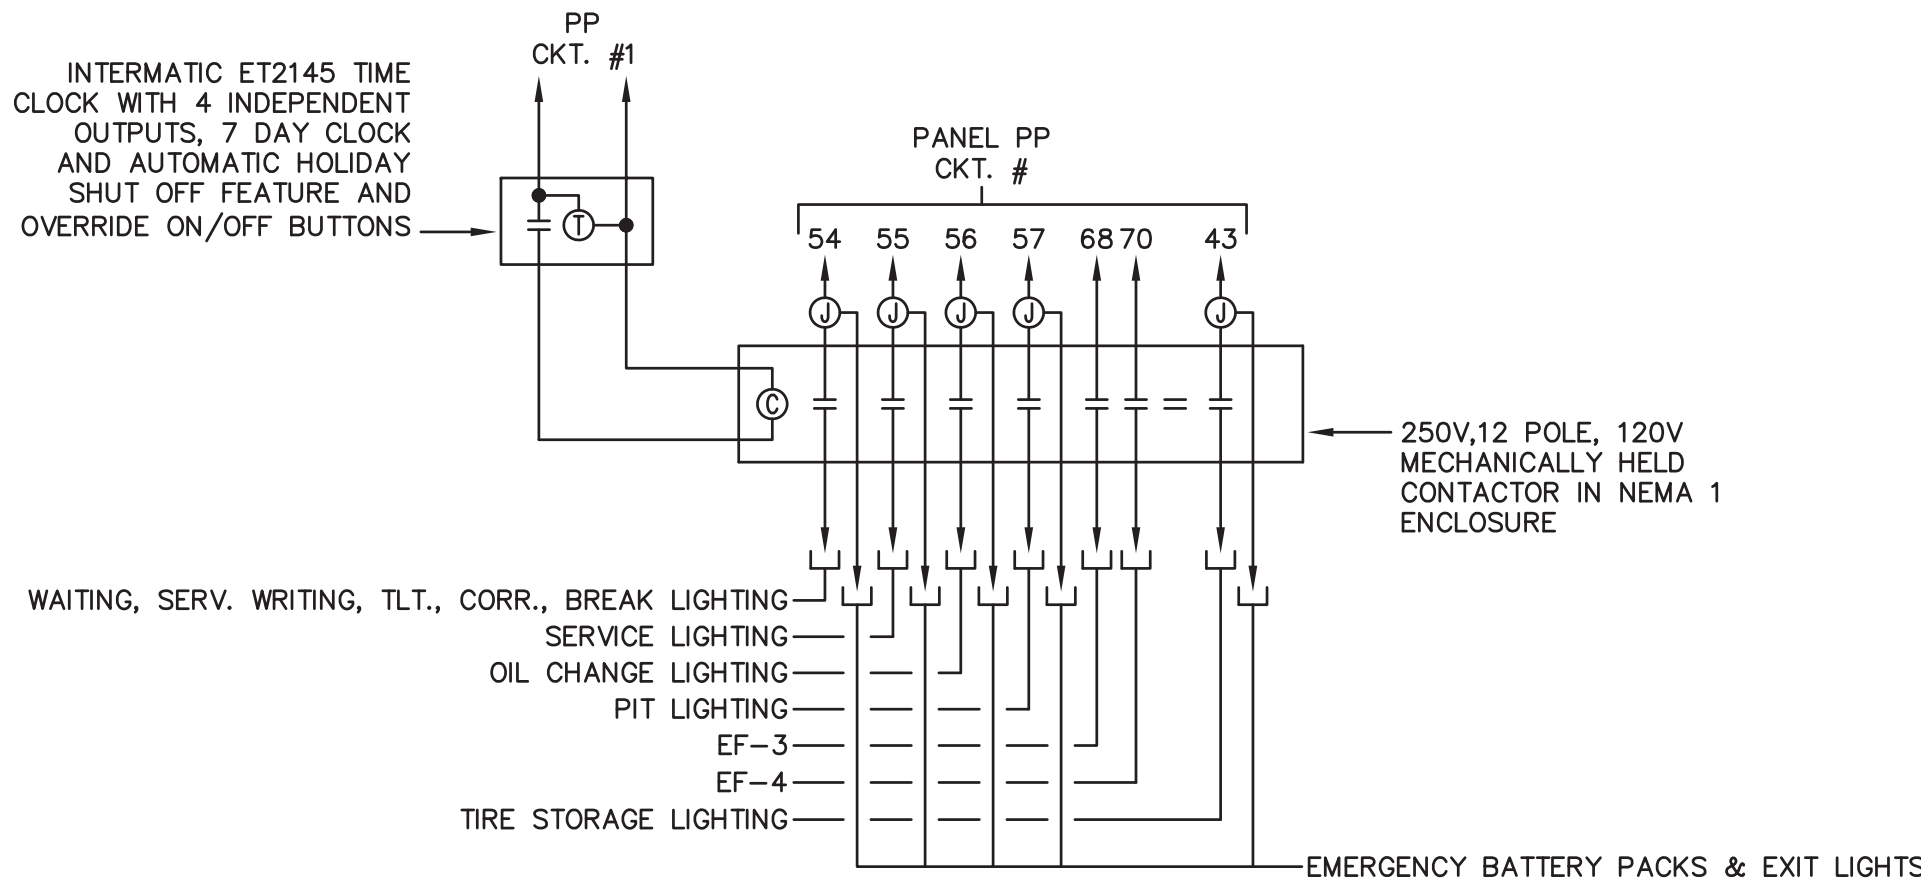 PP
CKT. #1
INTERMATIC ET2145 TIME
CLOCK WITH 4 INDEPENDENT
OUTPUTS, 7 DAY CLOCK
AND AUTOMATIC HOLIDAY
SHUT OFF FEATURE AND
OVERRIDE ON/OFF BUTTONS
T
PANEL PP
CKT. #
54 55 56 57 68 70 43
J J J J J
C
250V,12 POLE, 120V
MECHANICALLY HELD
CONTACTOR IN NEMA 1
ENCLOSURE
WAITING, SERV. WRITING, TLT., CORR., BREAK LIGHTING
SERVICE LIGHTING
OIL CHANGE LIGHTING
PIT LIGHTING
EF-3
EF-4
TIRE STORAGE LIGHTING
EMERGENCY BATTERY PACKS & EXIT LIGHTS